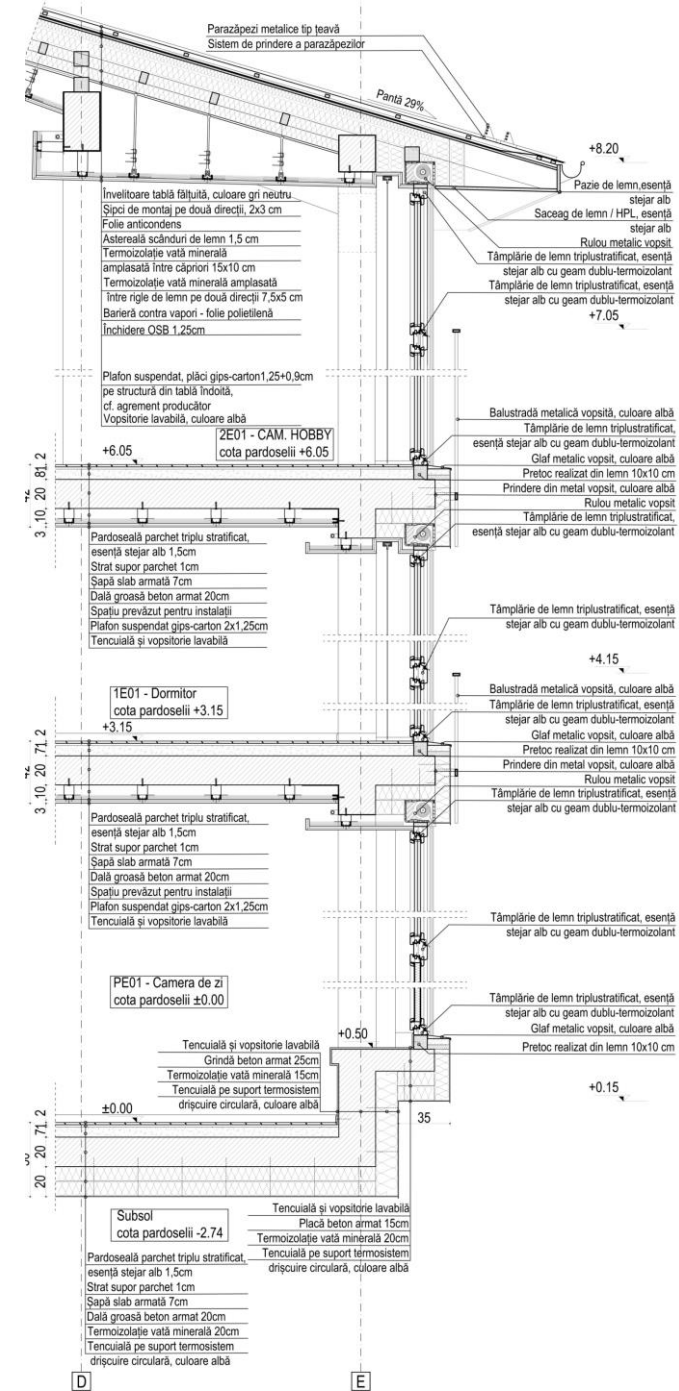 Parazăpezi metalice tip țeavă
Sistem de prindere a parazăpezilor
Pantă 29%
+8.20
Pazie de lemn,esență
stejar alb
Saceag de lemn / HPL, esență
stejar alb
Rulou metalic vopsit
Tâmplărie de lemn triplustratificat, esență
stejar alb cu geam dublu-termoizolant
Tâmplărie de lemn triplustratificat, esență
stejar alb cu geam dublu-termoizolant
+7.05
Învelitoare tablă fălțuită, culoare gri neutru
Șipci de montaj pe două direcții, 2x3 cm
Folie anticondens
Astereală scânduri de lemn 1,5 cm
Termoizolație vată minerală
amplasată între căpriori 15x10 cm
Termoizolație vată minerală amplasată
între rigle de lemn pe două direcții 7,5x5 cm
Barieră contra vapori - folie polietilenă
Închidere OSB 1,25cm
Plafon suspendat, plăci gips-carton1,25+0,9cm
pe structură din tablă îndoită,
cf. agrement producător
Vopsitorie lavabilă, culoare albă
2E01 - CAM. HOBBY
cota pardoselii +6.05
+6.05
Balustradă metalică vopsită, culoare albă
Tâmplărie de lemn triplustratificat,
esență stejar alb cu geam dublu-termoizolant
Glaf metalic vopsit, culoare albă
Pretoc realizat din lemn 10x10 cm
Prindere din metal vopsit, culoare albă
Rulou metalic vopsit
Tâmplărie de lemn triplustratificat,
esență stejar alb cu geam dublu-termoizolant
3 10 20 81 2
Pardoseală parchet triplu stratificat,
esență stejar alb 1,5cm
Strat supor parchet 1cm
Șapă slab armată 7cm
Dală groasă beton armat 20cm
Spațiu prevăzut pentru instalații
Plafon suspendat gips-carton 2x1,25cm
Tencuială și vopsitorie lavabilă
Tâmplărie de lemn triplustratificat, esență
stejar alb cu geam dublu-termoizolant
+4.15
1E01 - Dormitor
cota pardoselii +3.15
+3.15
Balustradă metalică vopsită, culoare albă
Tâmplărie de lemn triplustratificat, esență
stejar alb cu geam dublu-termoizolant
Glaf metalic vopsit, culoare albă
Pretoc realizat din lemn 10x10 cm
Prindere din metal vopsit, culoare albă
Rulou metalic vopsit
Tâmplărie de lemn triplustratificat, esență
stejar alb cu geam dublu-termoizolant
3 10 20 71 2
Pardoseală parchet triplu stratificat,
esență stejar alb 1,5cm
Strat supor parchet 1cm
Șapă slab armată 7cm
Dală groasă beton armat 20cm
Spațiu prevăzut pentru instalații
Plafon suspendat gips-carton 2x1,25cm
Tencuială și vopsitorie lavabilă
Tâmplărie de lemn triplustratificat, esență
stejar alb cu geam dublu-termoizolant
PE01 - Camera de zi
cota pardoselii ±0.00
Tâmplărie de lemn triplustratificat, esență
stejar alb cu geam dublu-termoizolant
Glaf metalic vopsit, culoare albă
Pretoc realizat din lemn 10x10 cm
+0.50
Tencuială și vopsitorie lavabilă
Grindă beton armat 25cm
Termoizolație vată minerală 15cm
Tencuială pe suport termosistem
drișcuire circulară, culoare albă
+0.15
±0.00
35
20 20 71 2
Subsol
cota pardoselii -2.74
Tencuială și vopsitorie lavabilă
Placă beton armat 15cm
Termoizolație vată minerală 20cm
Tencuială pe suport termosistem
drișcuire circulară, culoare albă
Pardoseală parchet triplu stratificat,
esență stejar alb 1,5cm
Strat supor parchet 1cm
Șapă slab armată 7cm
Dală groasă beton armat 20cm
Termoizolație vată minerală 20cm
Tencuială pe suport termosistem
drișcuire circulară, culoare albă
D
E